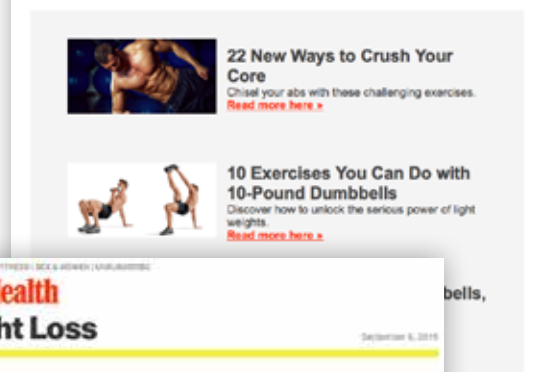 22 New Ways to Crush Your
Core
Chisel your abs with these challenging exercises.
Read more here »
10 Exercises You Can Do with
10-Pound Dumbbells
Discover how to unlock the serious power of light
weights.
Read more here »
bells,
ealth
ht Loss
September